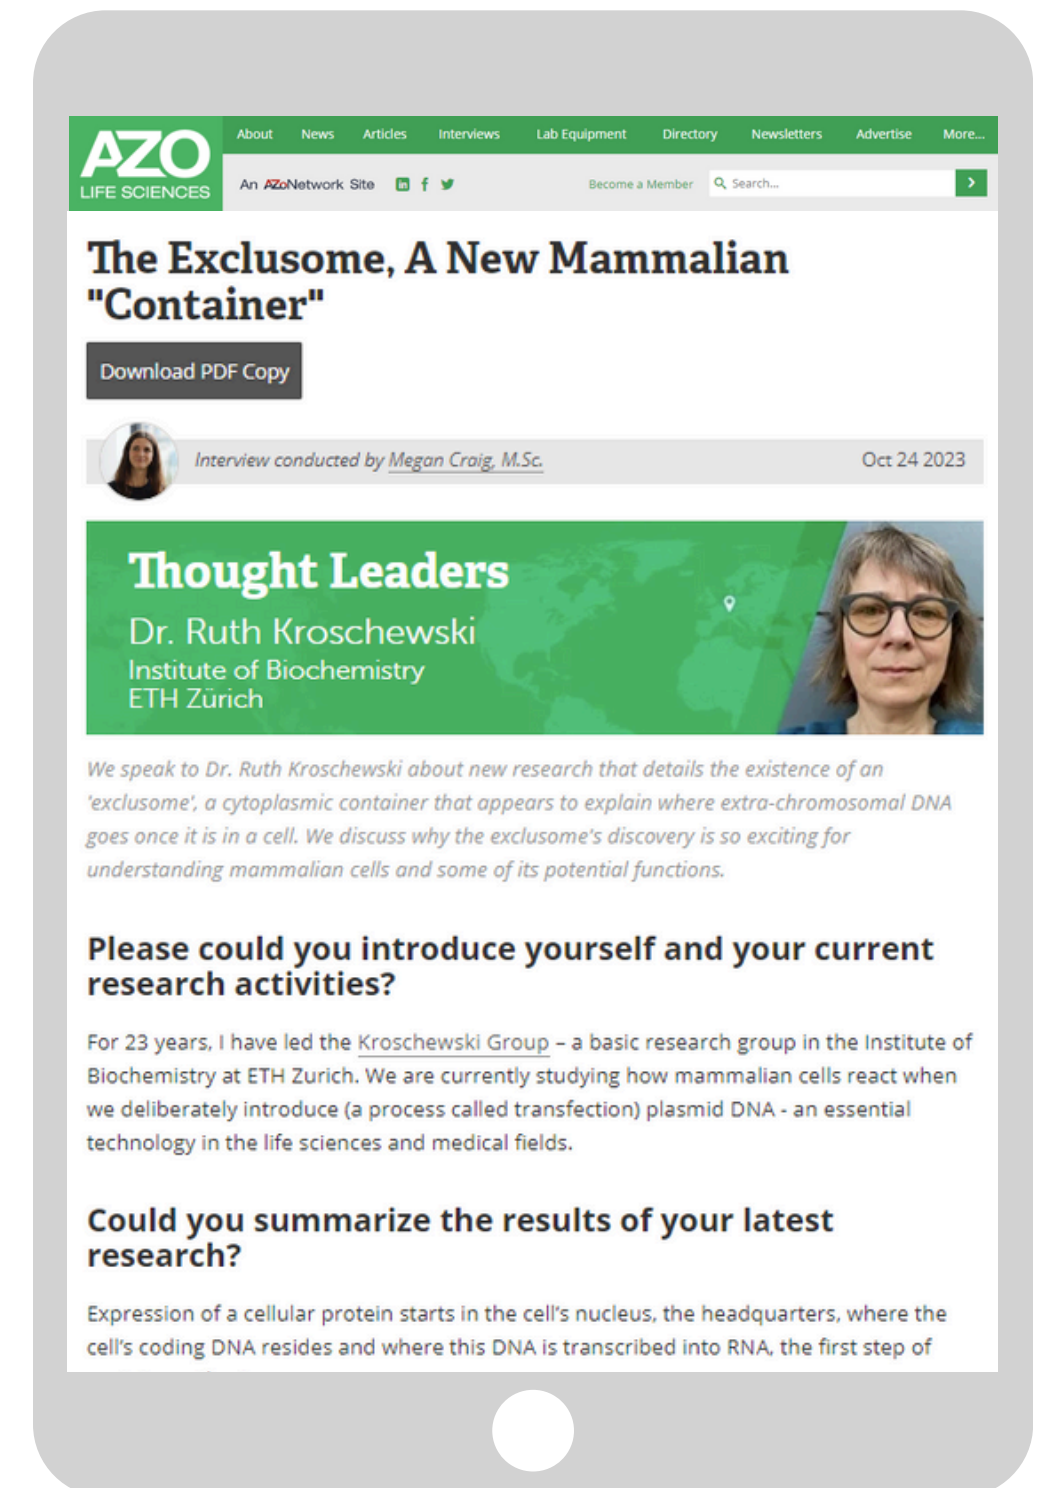 AZO
LIFE SCIENCES
About News Articles Interviews Lab Equipment Directory Newsletters Advertise More...
An AZoNetwork Site in f Become a Member Search...
The Exclusome, A New Mammalian
"Container"
Download PDF Copy
Interview conducted by Megan Craig, M.Sc. Oct 24 2023
Thought Leaders
Dr. Ruth Kroschewski
Institute of Biochemistry
ETH Zürich
We speak to Dr. Ruth Kroschewski about new research that details the existence of an
'exclusome', a cytoplasmic container that appears to explain where extra-chromosomal DNA
goes once it is in a cell. We discuss why the exclusome's discovery is so exciting for
understanding mammalian cells and some of its potential functions.
Please could you introduce yourself and your current
research activities?
For 23 years, I have led the Kroschewski Group – a basic research group in the Institute of
Biochemistry at ETH Zurich. We are currently studying how mammalian cells react when
we deliberately introduce (a process called transfection) plasmid DNA - an essential
technology in the life sciences and medical fields.
Could you summarize the results of your latest
research?
Expression of a cellular protein starts in the cell's nucleus, the headquarters, where the
cell's coding DNA resides and where this DNA is transcribed into RNA, the first step of